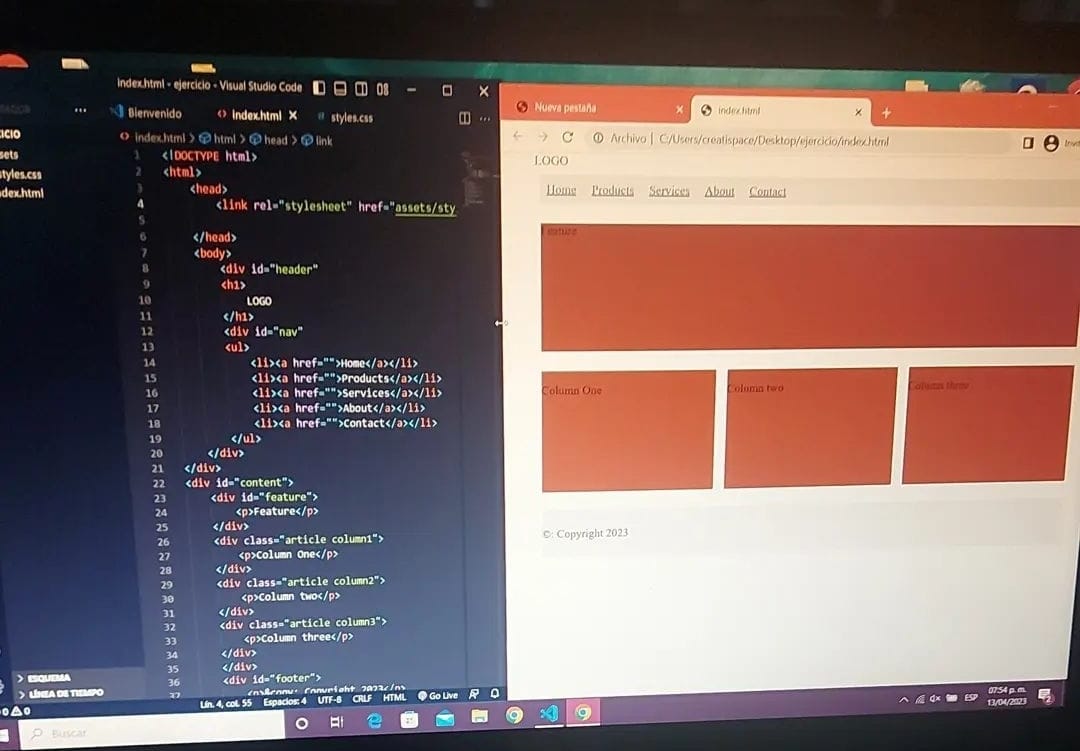 index.html - ejercicio - Visual Studio Code
Bienvenido
index.html
styles.css
index.html > html > head > link
ICIO
sets
styles.css
dex.html
1 <!DOCTYPE html>
2 <html>
3 <head>
4 <link rel="stylesheet" href="assets/sty
5
6 </head>
7 <body>
8 <div id="header"
9 <h1>
10 LOGO
11 </h1>
12 <div id="nav"
13 <ul>
14 <li><a href="">Home</a></li>
15 <li><a href="">Products</a></li>
16 <li><a href="">Services</a></li>
17 <li><a href="">About</a></li>
18 <li><a href="">Contact</a></li>
19 </ul>
20 </div>
21 </div>
22 <div id="content">
23 <div id="feature">
24 <p>Feature</p>
25 </div>
26 <div class="article column1">
27 <p>Column One</p>
28 </div>
29 <div class="article column2">
30 <p>Column two</p>
31 </div>
32 <div class="article column3">
33 <p>Column three</p>
34 </div>
35 </div>
36 <div id="footer">
37 <p>&copy: Copyright 2023</p>
ESQUEMA
LÍNEA DE TIEMPO
0 0
Lín. 4, col. 55
Espacios: 4
UTF-8
CRLF
HTML
Go Live
Nueva pestaña
index.html
Archivo | C:/Users/creatispace/Desktop/ejercicio/index.html
LOGO
Home Products Services About Contact
Feature
Column One
Column two
Column three
©: Copyright 2023
Buscar
ESP
07:54 p. m.
13/04/2023
2